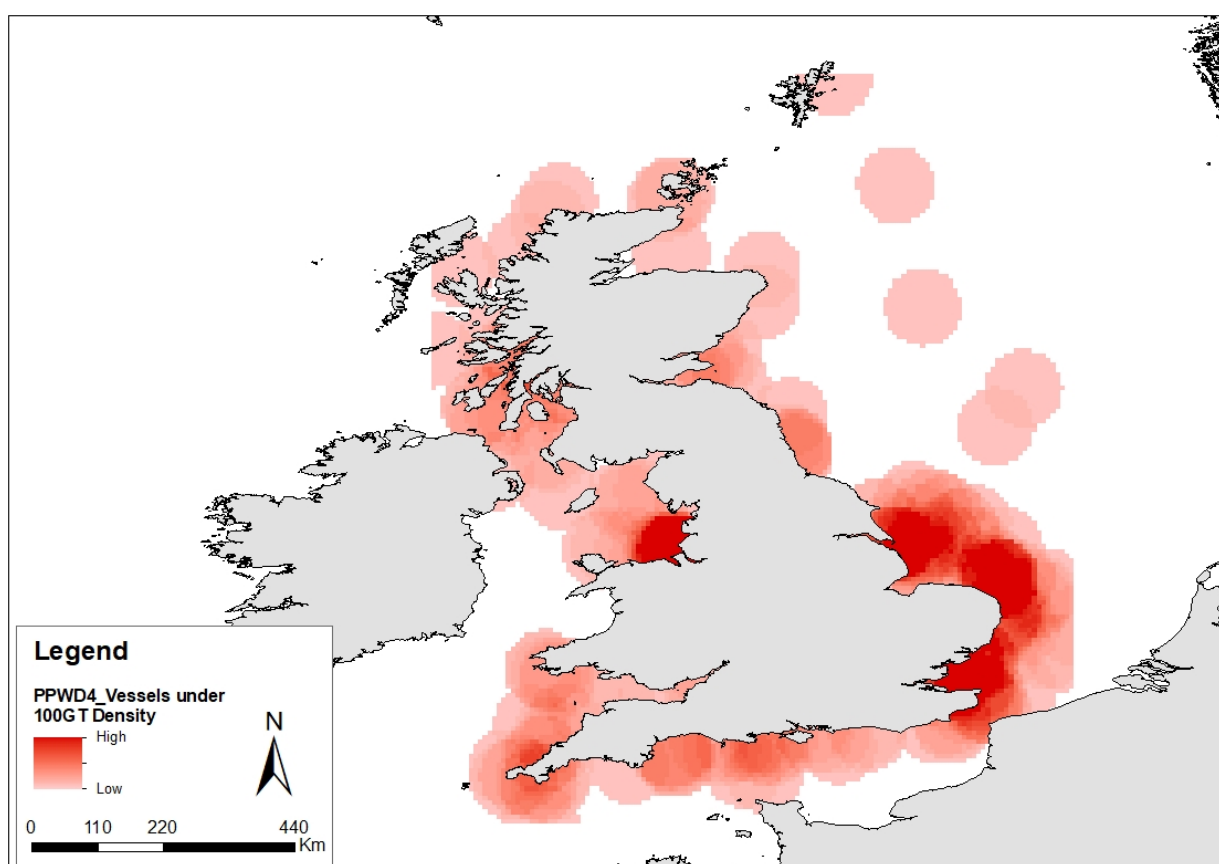 Legend
PPWD4_Vessels under
100GT Density
High
Low
N
0 110 220 440
Km